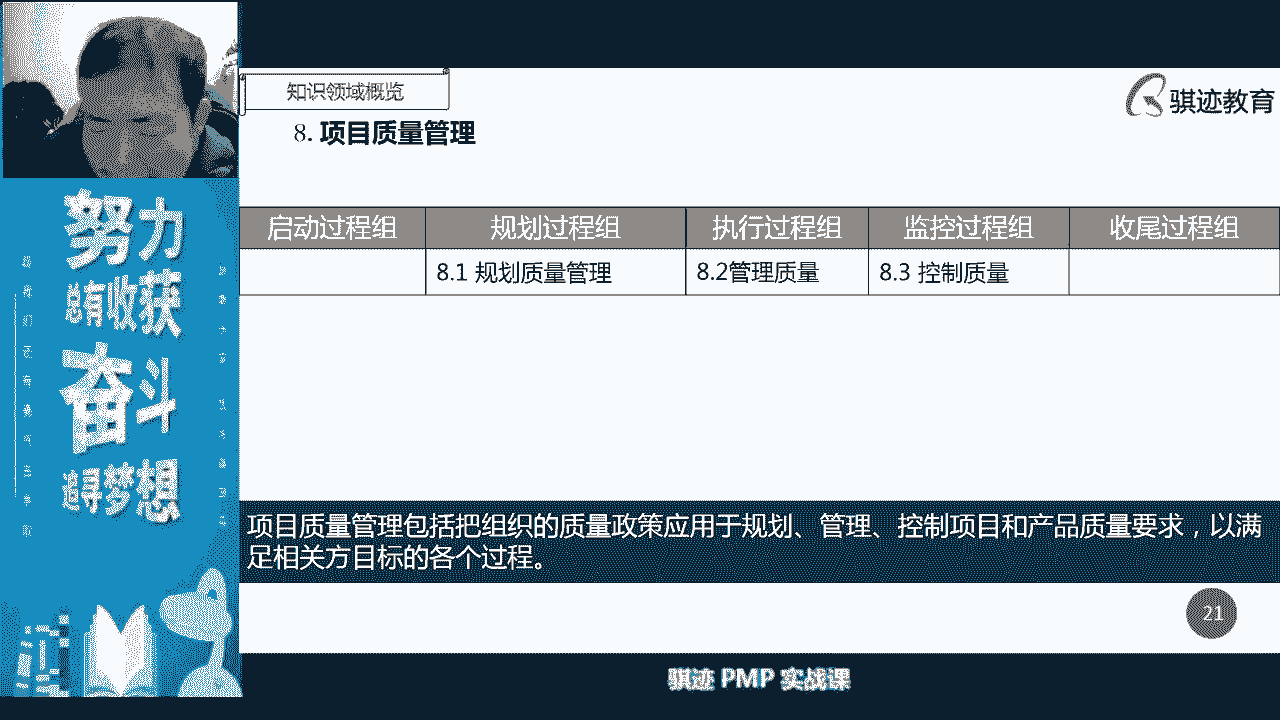 知识领域概览
骐迹教育
8. 项目质量管理
启动过程组 规划过程组 执行过程组 监控过程组 收尾过程组
8.1 规划质量管理 8.2管理质量 8.3 控制质量
努力
总有收获
奋斗
追寻梦想
项目质量管理包括把组织的质量政策应用于规划、管理、控制项目和产品质量要求，以满
足相关方目标的各个过程。
21
骐迹 PMP 实战课